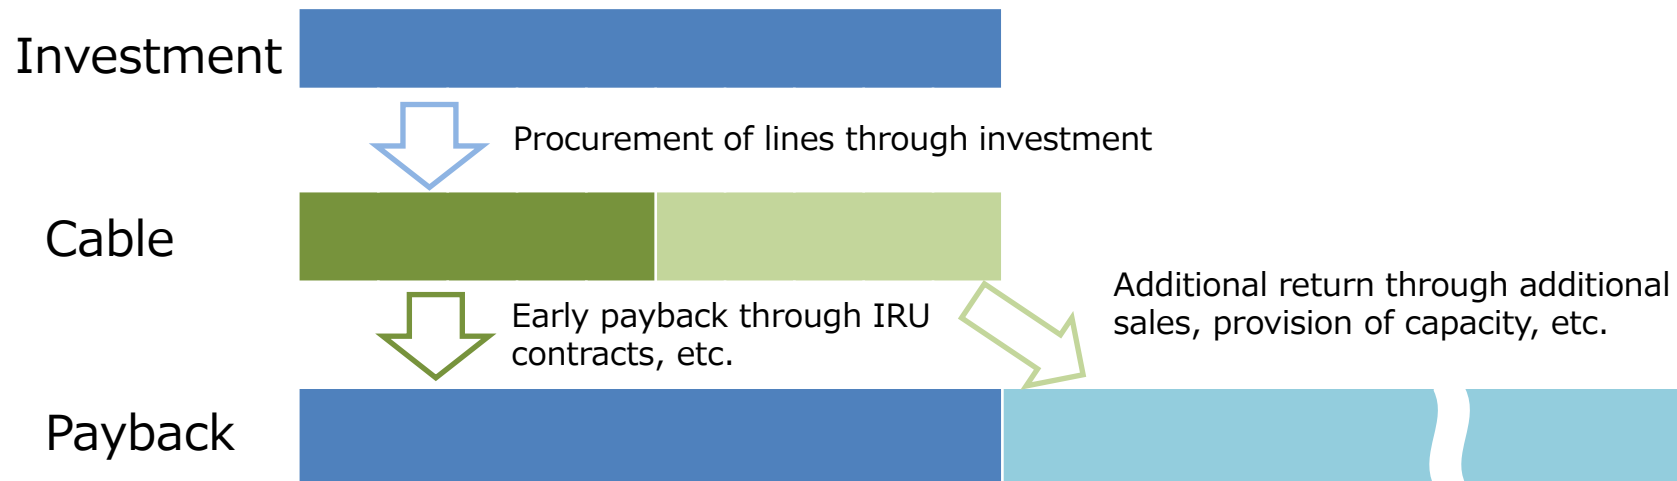 Investment
Procurement of lines through investment
Cable
Additional return through additional
sales, provision of capacity, etc.
Early payback through IRU
contracts, etc.
Payback